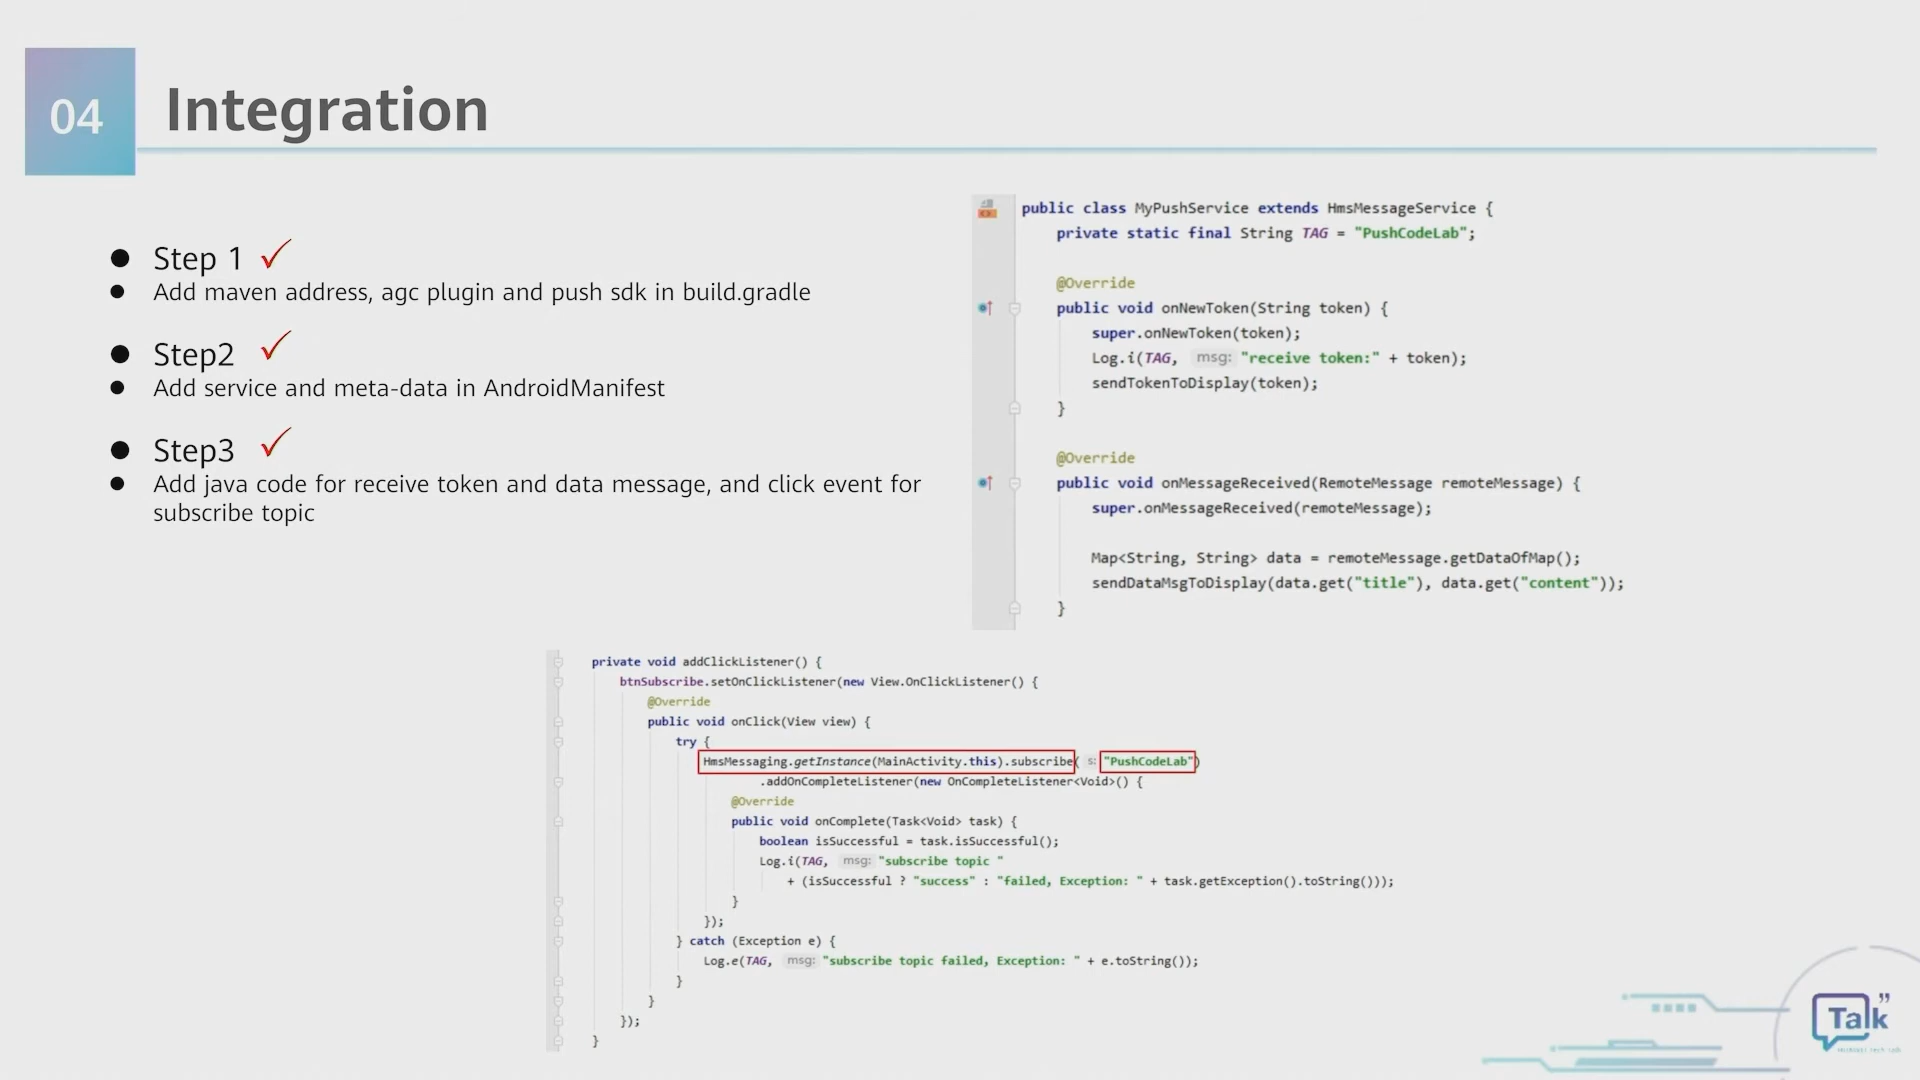 04
Integration
● Step 1 ✓
● Add maven address, agc plugin and push sdk in build.gradle
● Step2 ✓
● Add service and meta-data in AndroidManifest
● Step3 ✓
● Add java code for receive token and data message, and click event for
subscribe topic
public class MyPushService extends HmsMessageService {
private static final String TAG = "PushCodeLab";
@Override
public void onNewToken(String token) {
super.onNewToken(token);
Log.i(TAG, msg: "receive token:" + token);
sendTokenToDisplay(token);
}
@Override
public void onMessageReceived(RemoteMessage remoteMessage) {
super.onMessageReceived(remoteMessage);
Map<String, String> data = remoteMessage.getDataOfMap();
sendDataMsgToDisplay(data.get("title"), data.get("content"));
}
private void addClickListener() {
btnSubscribe.setOnClickListener(new View.OnClickListener() {
@Override
public void onClick(View view) {
try {
HmsMessaging.getInstance(MainActivity.this).subscribe( s: "PushCodeLab")
.addOnCompleteListener(new OnCompleteListener<Void>() {
@Override
public void onComplete(Task<Void> task) {
boolean isSuccessful = task.isSuccessful();
Log.i(TAG, msg: "subscribe topic "
+ (isSuccessful ? "success" : "failed, Exception: " + task.getException().toString()));
}
});
} catch (Exception e) {
Log.e(TAG, msg: "subscribe topic failed, Exception: " + e.toString());
}
}
});
}
Talk